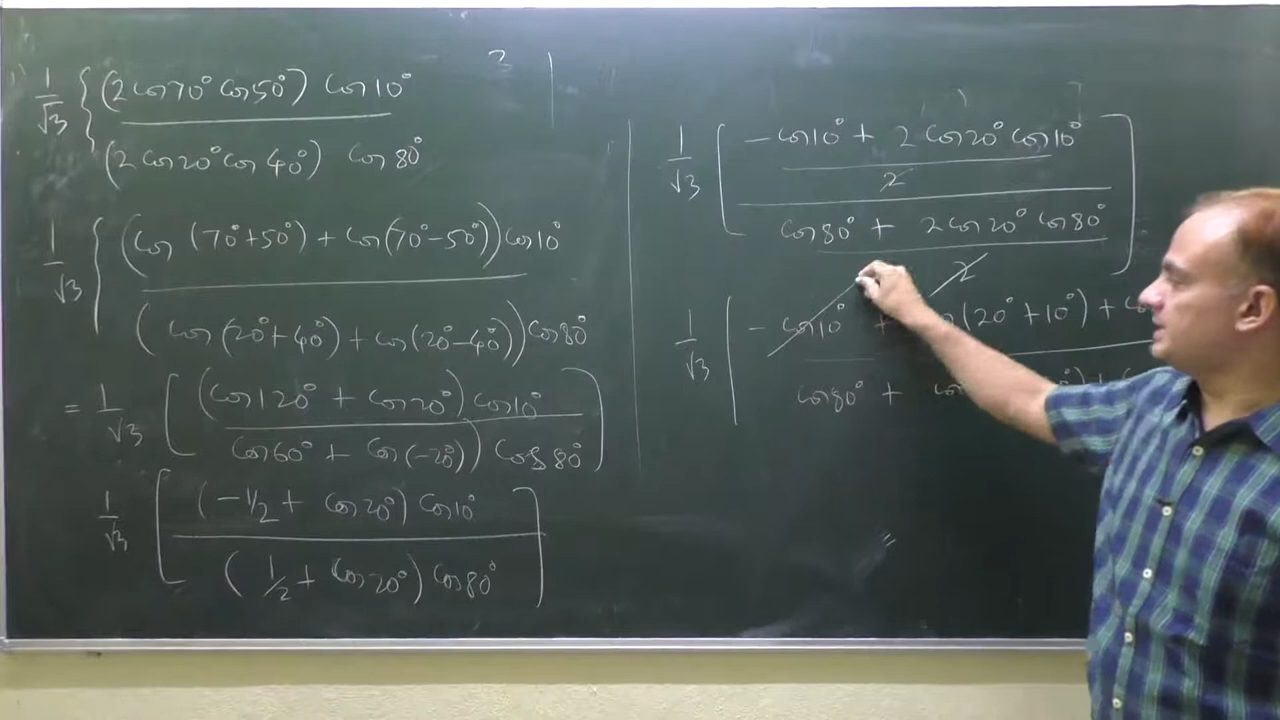 1/√3 { (2 cos70° cos50°) cos10°
(2 cos20° cos40°) cos80°
1/√3 { (cos (70°+50°) + cos(70°-50°)) cos10°
(cos(20°+40°) + cos(20°-40°)) cos80°
= 1/√3 [ (cos120° + cos20°) cos10°
cos60° + cos(-20°)) cos80° ]
1/√3 [ (-1/2 + cos20°) cos10°
(1/2 + cos20°) cos80° ]
1/√3 [ -cos10° + 2 cos20° cos10°
2
cos80° + 2cos20° cos80° ]
2
1/√3 [ - cos10° + (20°+10°) +
cos80° +
=